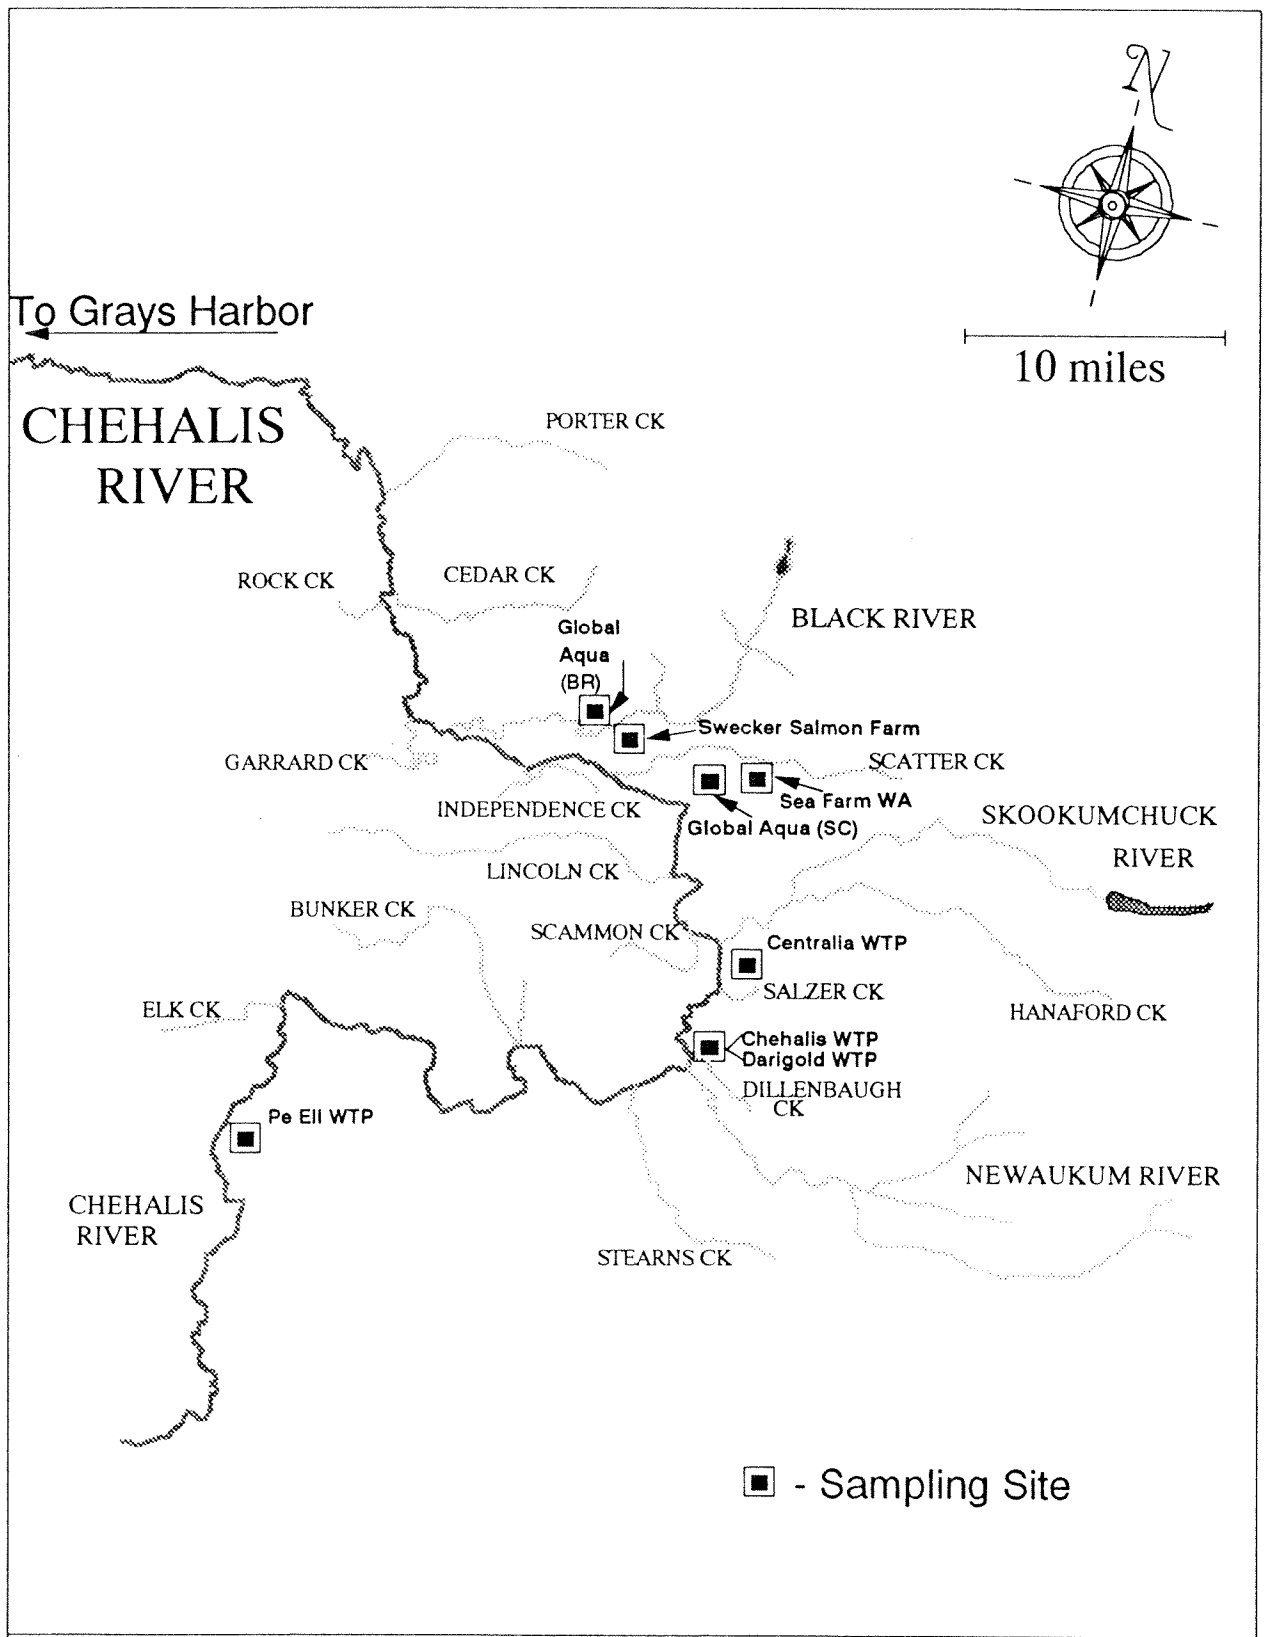 N
To Grays Harbor
10 miles
CHEHALIS
RIVER
PORTER CK
ROCK CK
CEDAR CK
BLACK RIVER
Global
Aqua
(BR)
Swecker Salmon Farm
GARRARD CK
SCATTER CK
INDEPENDENCE CK
Sea Farm WA
Global Aqua (SC)
SKOOKUMCHUCK
RIVER
LINCOLN CK
BUNKER CK
SCAMMON CK
Centralia WTP
SALZER CK
ELK CK
HANAFORD CK
Chehalis WTP
Darigold WTP
DILLENBAUGH
CK
Pe Ell WTP
NEWAUKUM RIVER
CHEHALIS
RIVER
STEARNS CK
- Sampling Site